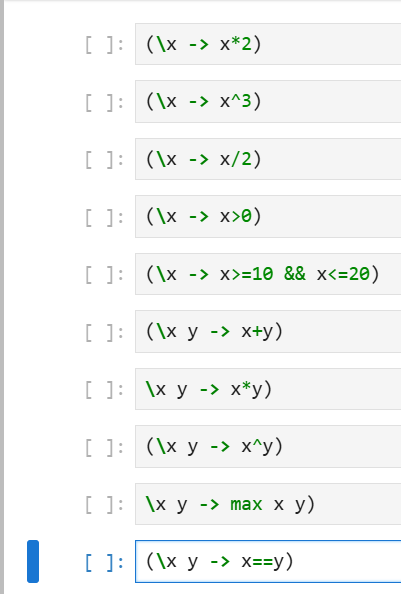 [ ]: (\x -> x*2)
[ ]: (\x -> x^3)
[ ]: (\x -> x/2)
[ ]: (\x -> x>0)
[ ]: (\x -> x>=10 && x<=20)
[ ]: (\x y -> x+y)
[ ]: \x y -> x*y)
[ ]: (\x y -> x^y)
[ ]: \x y -> max x y)
[ ]: (\x y -> x==y)